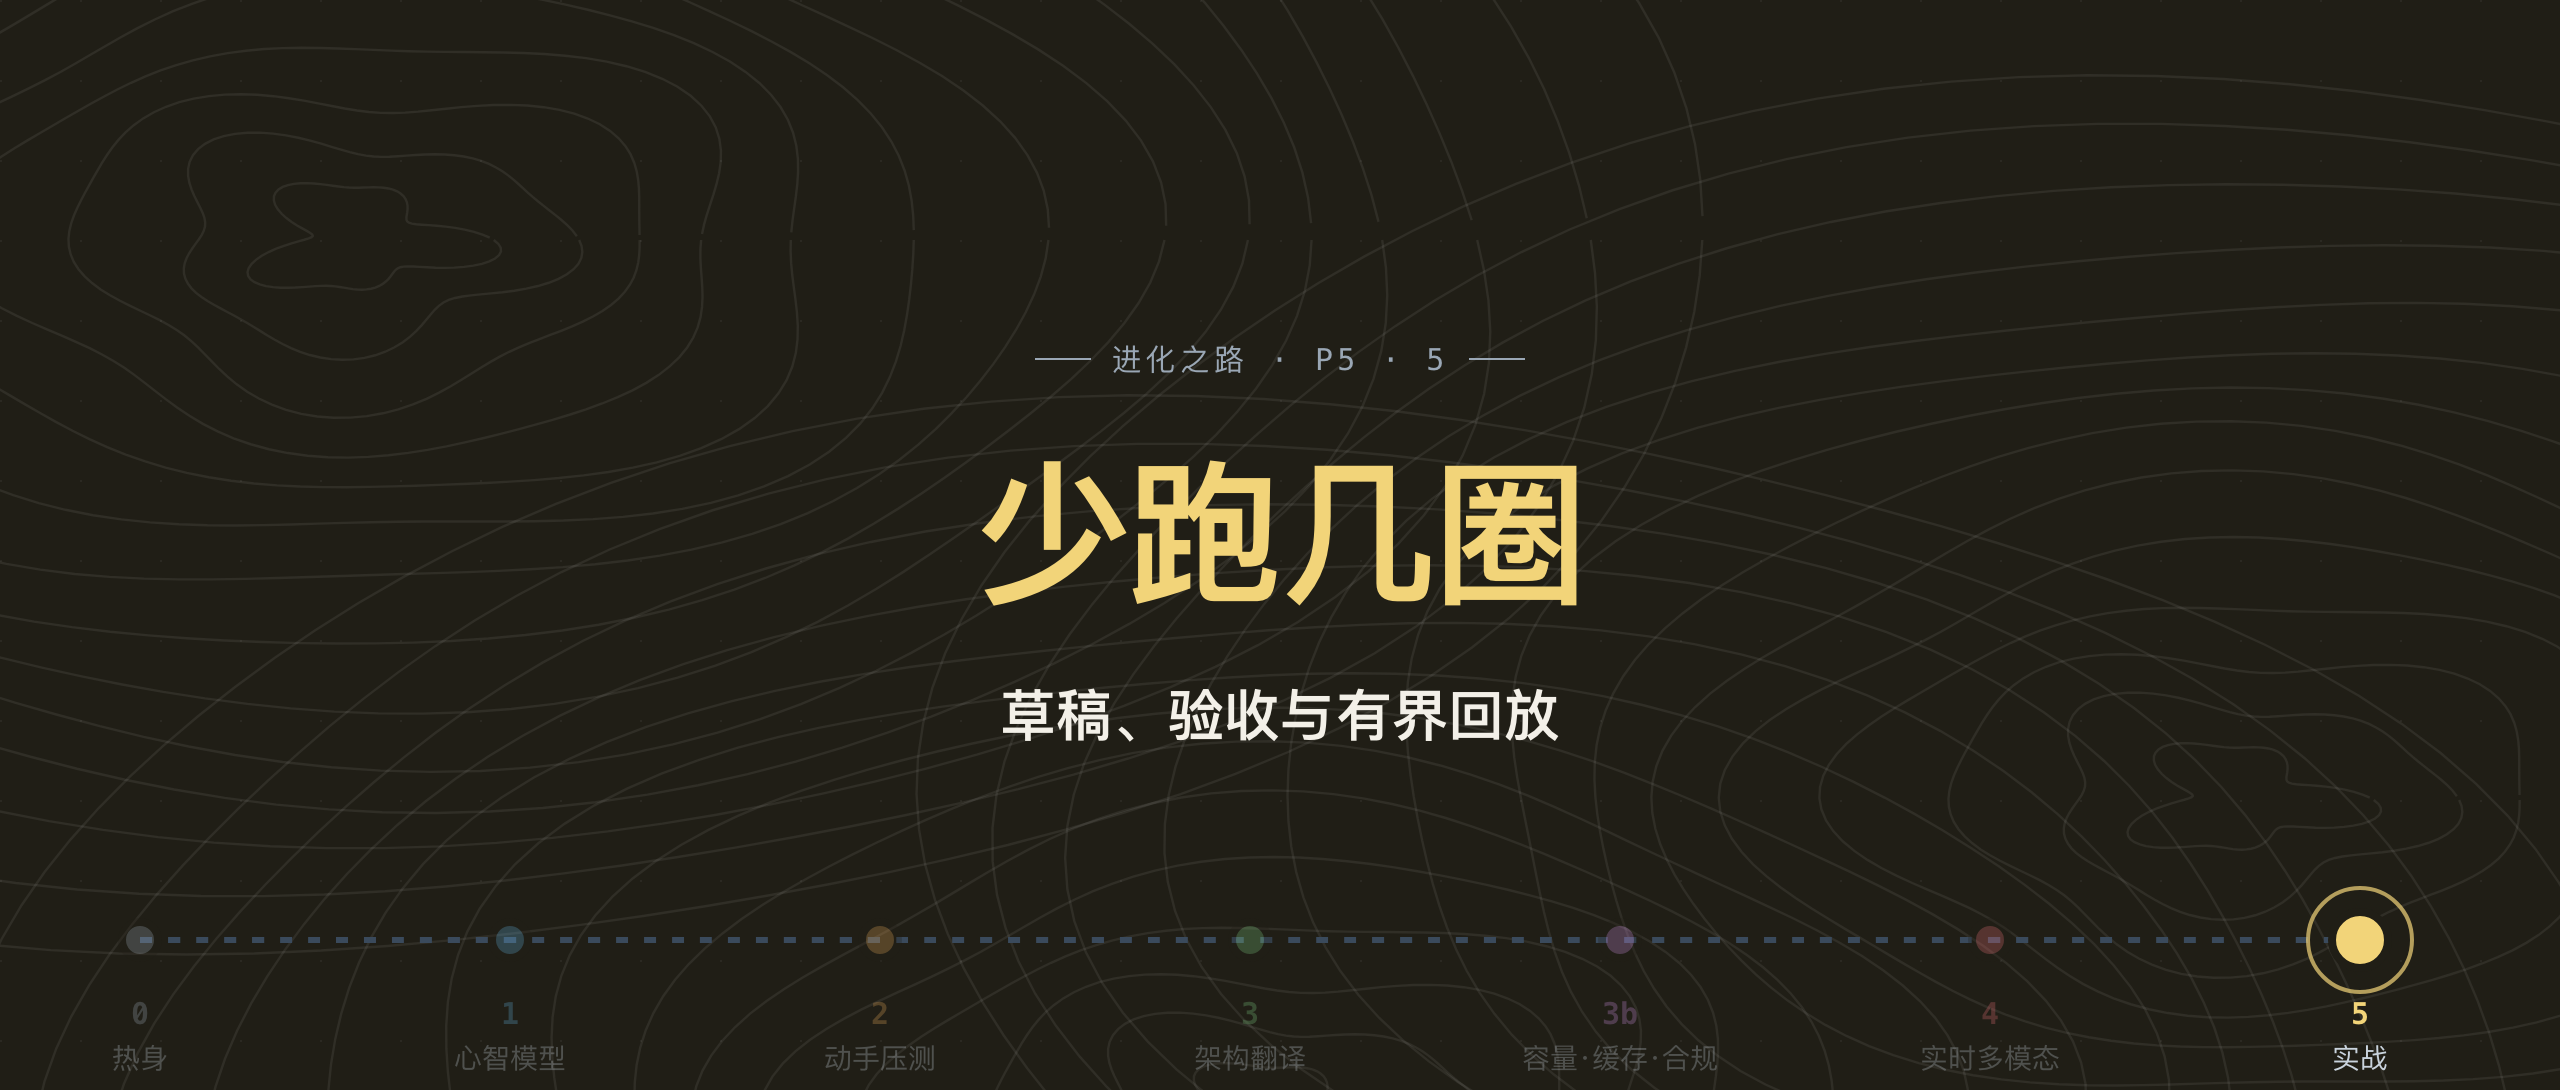 进化之路 · P5 · 5
少跑几圈
草稿、验收与有界回放
0 1 2 3 3b 4 5
热身 心智模型 动手压测 架构翻译 容量·缓存·合规 实时多模态 实战